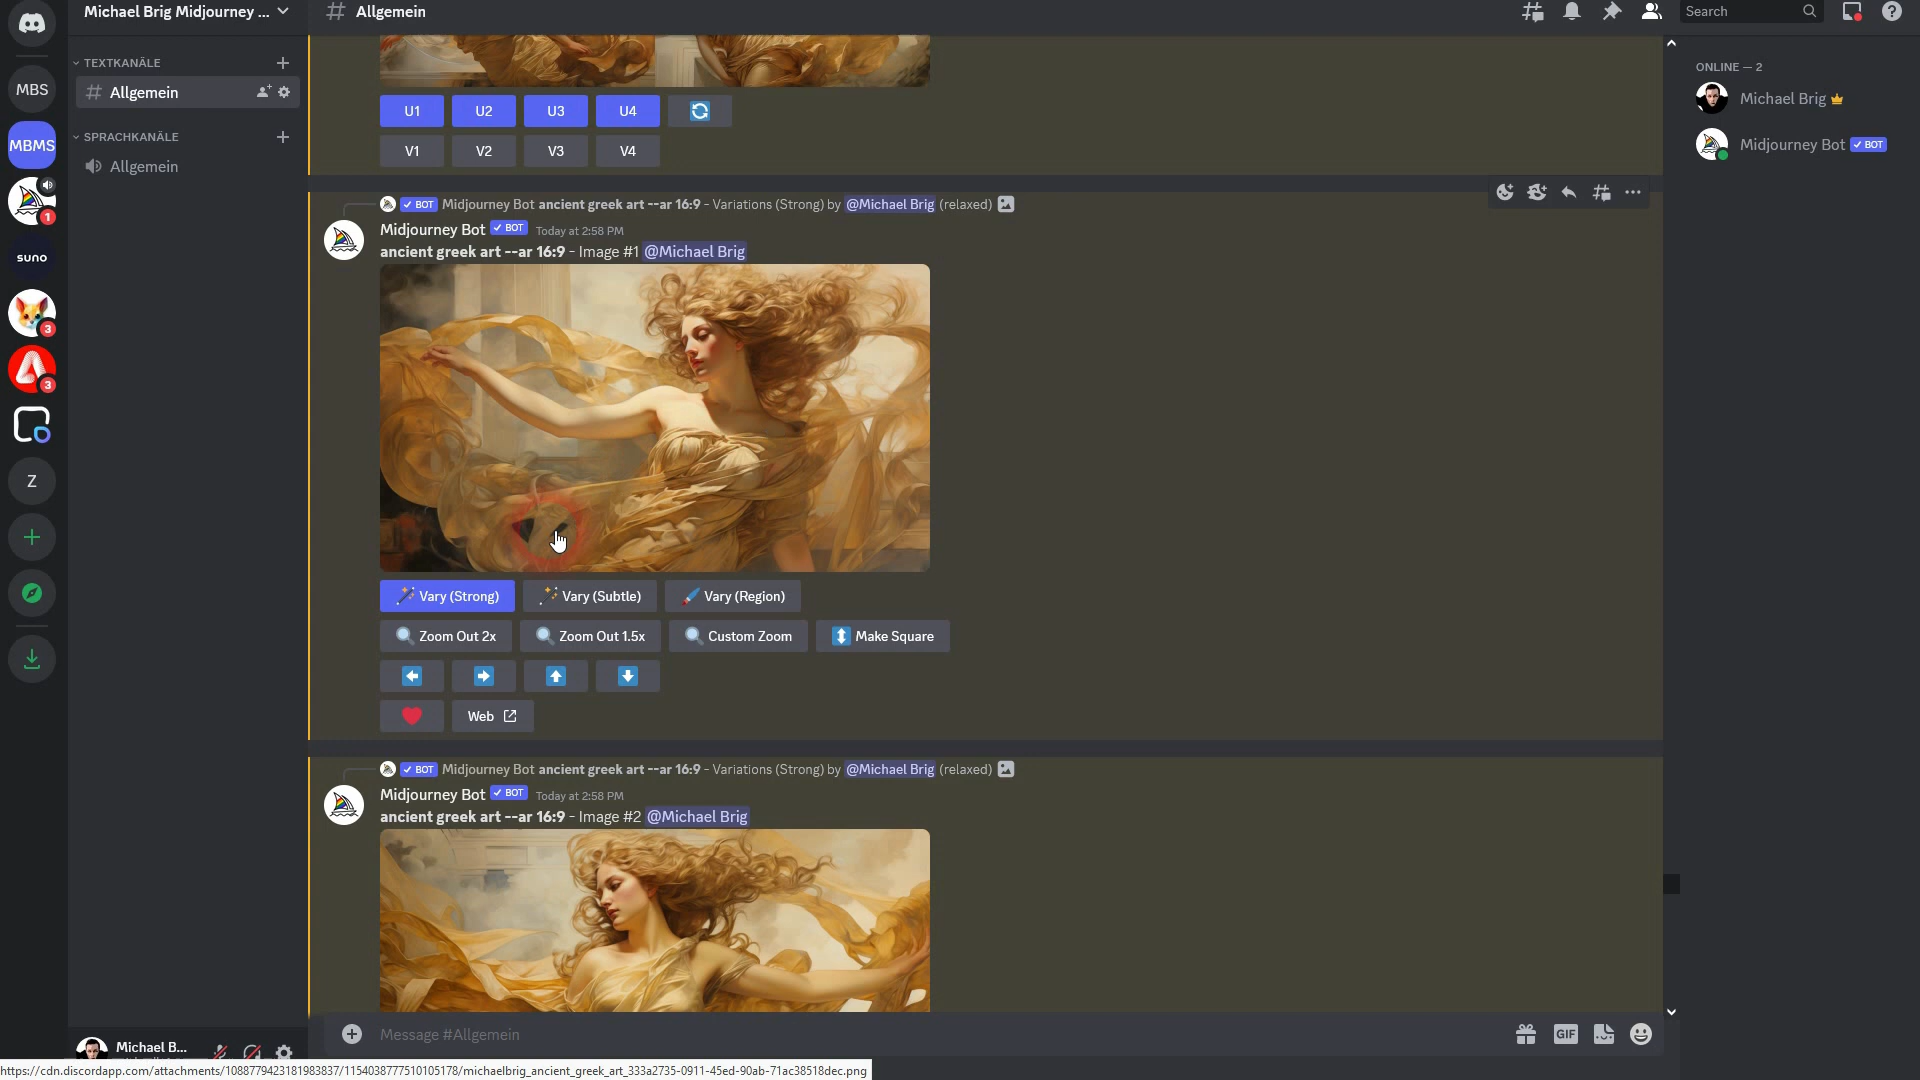 Michael Brig Midjourney ...
# Allgemein
Search
TEXTKANÄLE
Allgemein
SPRACHKANÄLE
Allgemein
MBS
MBMS
1
suno
3
3
Z
U1 U2 U3 U4
V1 V2 V3 V4
BOT Midjourney Bot ancient greek art --ar 16:9 - Variations (Strong) by @Michael Brig (relaxed)
Midjourney Bot BOT Today at 2:58 PM
ancient greek art --ar 16:9 - Image #1 @Michael Brig
Vary (Strong) Vary (Subtle) Vary (Region)
Zoom Out 2x Zoom Out 1.5x Custom Zoom Make Square
Web
BOT Midjourney Bot ancient greek art --ar 16:9 - Variations (Strong) by @Michael Brig (relaxed)
Midjourney Bot BOT Today at 2:58 PM
ancient greek art --ar 16:9 - Image #2 @Michael Brig
Message #Allgemein
GIF
ONLINE — 2
Michael Brig
Midjourney Bot BOT
Michael B...
https://cdn.discordapp.com/attachments/1088779423181983837/1154038777510105178/michaelbrig_ancient_greek_art_333a2735-0911-45ed-90ab-71ac38518dec.png